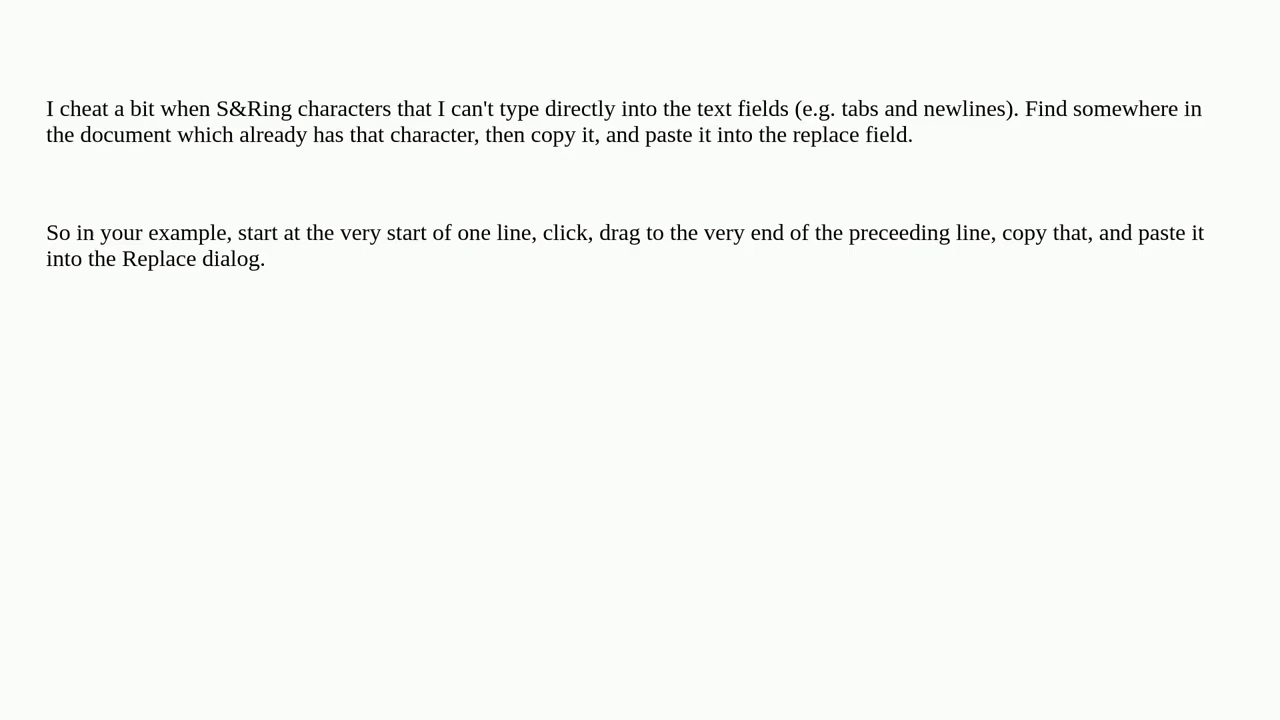 I cheat a bit when S&Ring characters that I can't type directly into the text fields (e.g. tabs and newlines). Find somewhere in
the document which already has that character, then copy it, and paste it into the replace field.
So in your example, start at the very start of one line, click, drag to the very end of the preceeding line, copy that, and paste it
into the Replace dialog.